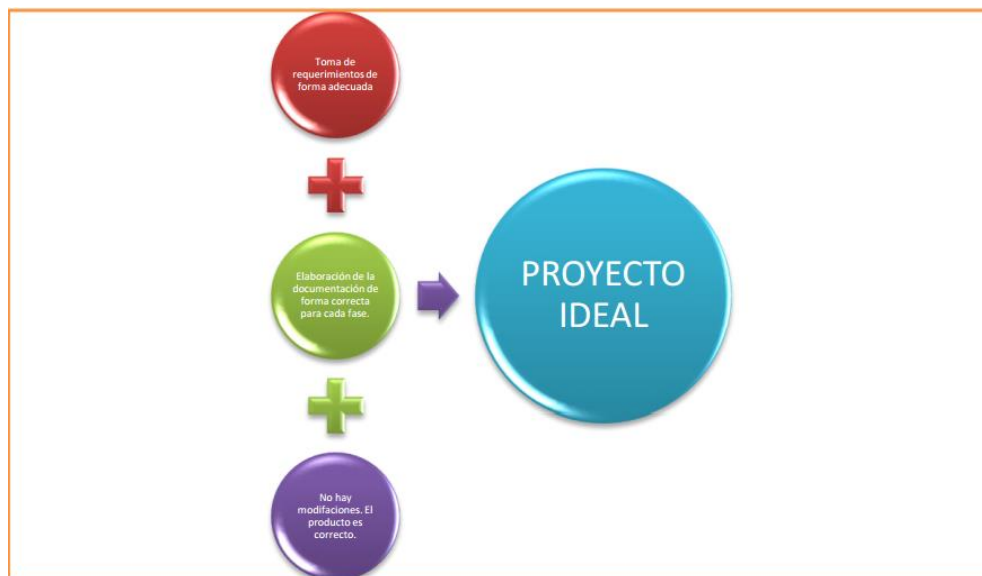 Toma de
requerimientos de
forma adecuada
Elaboración de la
documentación de
forma correcta
para cada fase.
No hay
modifaciones. El
producto es
correcto.
PROYECTO
IDEAL